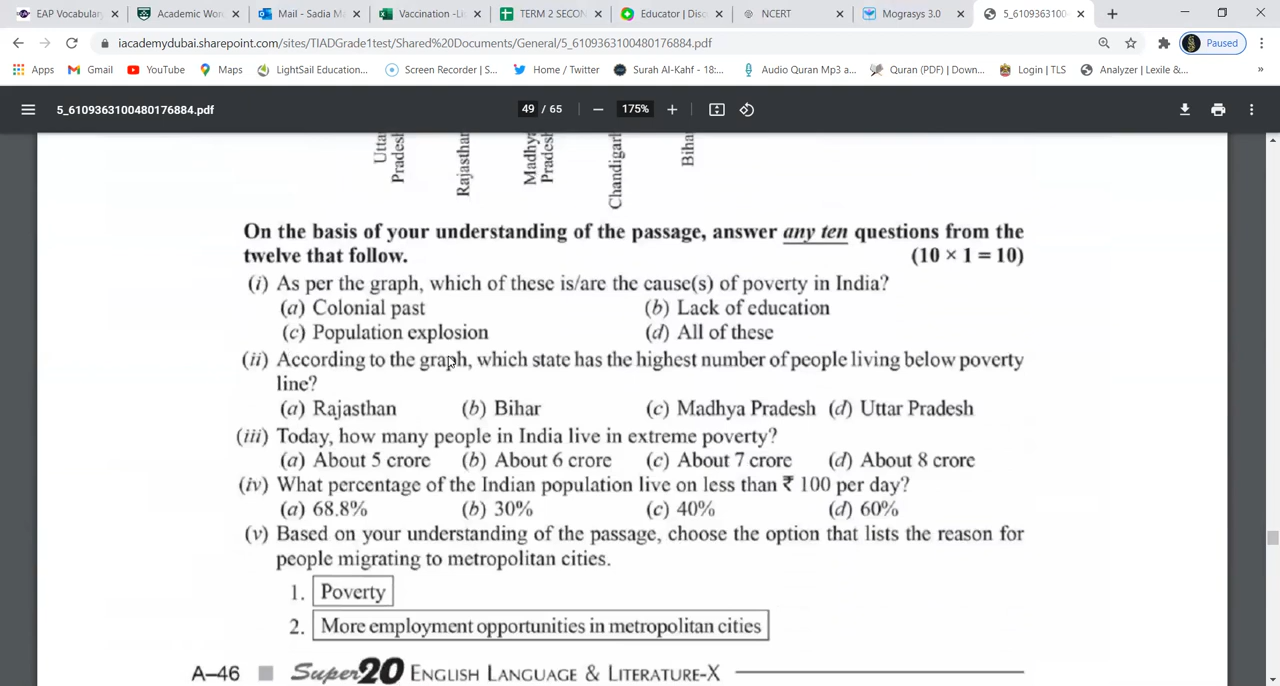 EAP Vocabulary
Academic Wor
Mail - Sadia M
Vaccination -Li
TERM 2 SECON
Educator | Disc
NCERT
Mograsys 3.0
5_6109363100
iacademydubai.sharepoint.com/sites/TIADGrade1test/Shared%20Documents/General/5_6109363100480176884.pdf
Paused
Apps
Gmail
YouTube
Maps
LightSail Education...
Screen Recorder | S...
Home / Twitter
Surah Al-Kahf - 18:...
Audio Quran Mp3 a...
Quran (PDF) | Down...
Login | TLS
Analyzer | Lexile &...
»
5_6109363100480176884.pdf
49 / 65
175%
Utta
Pradesh
Rajasthan
Madhya
Pradesh
Chandigarh
Biha
On the basis of your understanding of the passage, answer any ten questions from the
twelve that follow. (10 × 1 = 10)
(i) As per the graph, which of these is/are the cause(s) of poverty in India?
(a) Colonial past (b) Lack of education
(c) Population explosion (d) All of these
(ii) According to the graph, which state has the highest number of people living below poverty
line?
(a) Rajasthan (b) Bihar (c) Madhya Pradesh (d) Uttar Pradesh
(iii) Today, how many people in India live in extreme poverty?
(a) About 5 crore (b) About 6 crore (c) About 7 crore (d) About 8 crore
(iv) What percentage of the Indian population live on less than ₹ 100 per day?
(a) 68.8% (b) 30% (c) 40% (d) 60%
(v) Based on your understanding of the passage, choose the option that lists the reason for
people migrating to metropolitan cities.
1. Poverty
2. More employment opportunities in metropolitan cities
A–46 Super20 ENGLISH LANGUAGE & LITERATURE-X